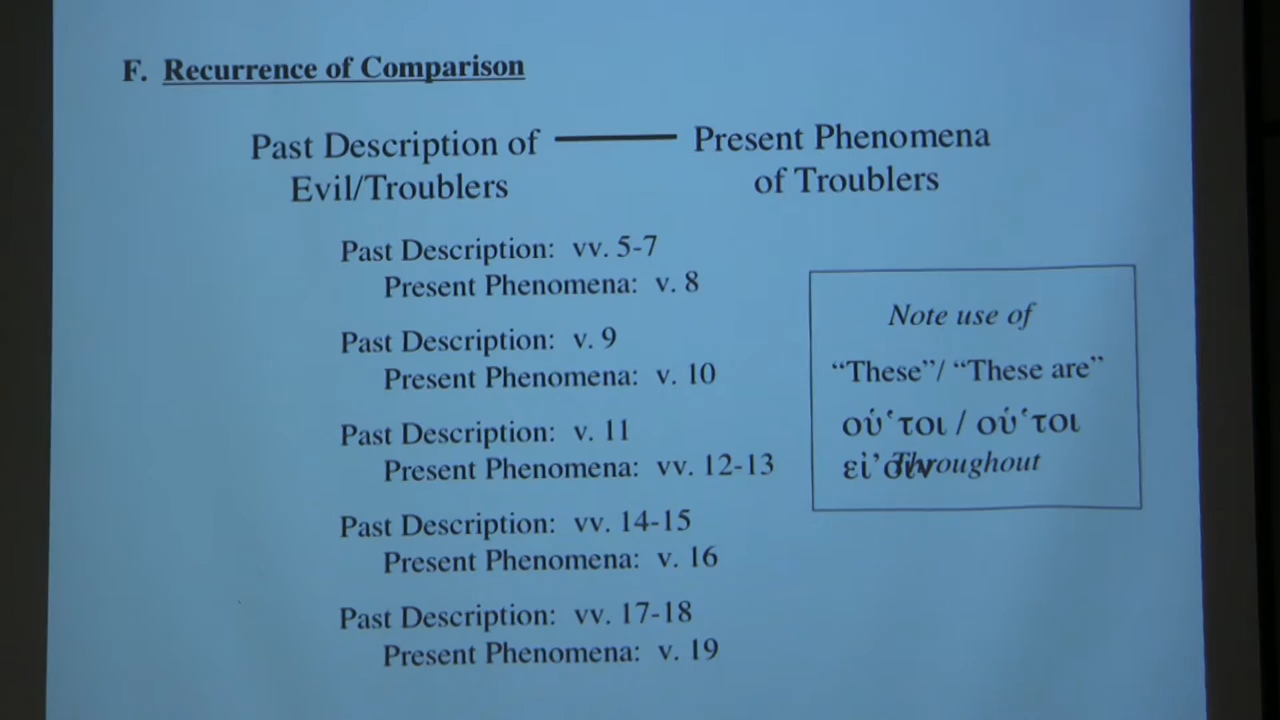 F. Recurrence of Comparison
Past Description of
Evil/Troublers
Present Phenomena
of Troublers
Past Description: vv. 5-7
Present Phenomena: v. 8
Past Description: v. 9
Present Phenomena: v. 10
Past Description: v. 11
Present Phenomena: vv. 12-13
Past Description: vv. 14-15
Present Phenomena: v. 16
Past Description: vv. 17-18
Present Phenomena: v. 19
Note use of
“These”/ “These are”
οὑ̓τοι / οὑ̓τοι
εἰ’σιν Throughout